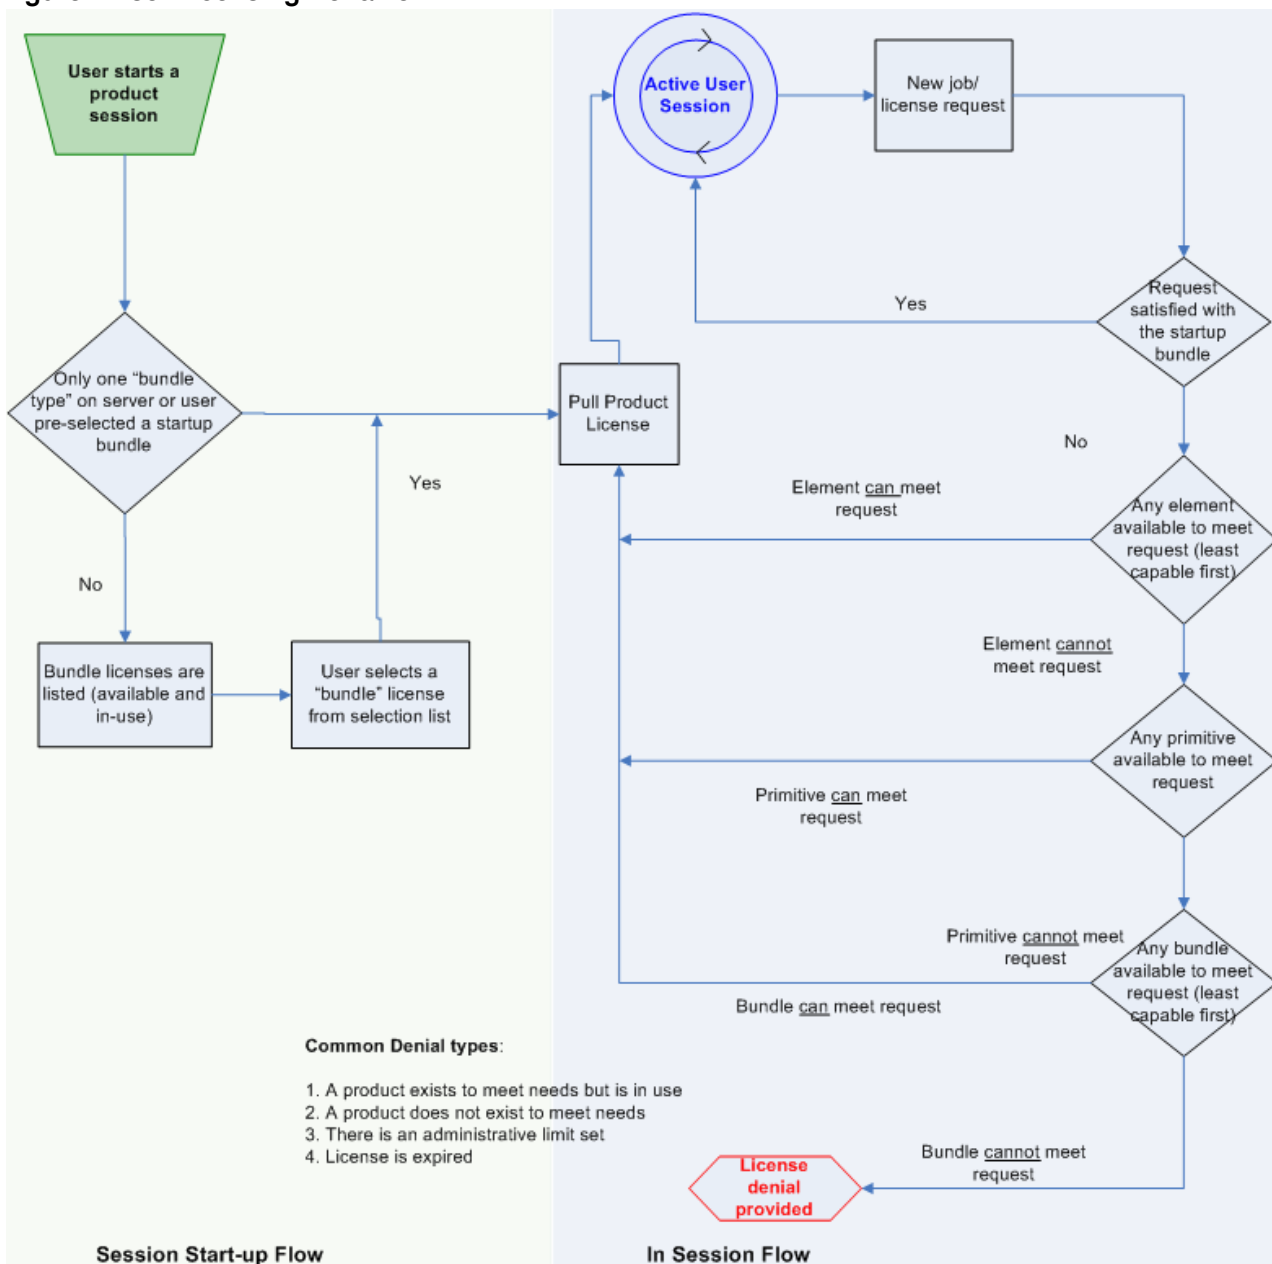 User starts a
product
session
Only one “bundle
type” on server or user
pre-selected a startup
bundle
Yes
No
Bundle licenses are
listed (available and
in-use)
User selects a
“bundle” license
from selection list
Active User
Session
New job/
license request
Request
satisfied with
the startup
bundle
Yes
Pull Product
License
No
Element can meet
request
Any element
available to meet
request (least
capable first)
Element cannot
meet request
Any primitive
available to meet
request
Primitive can meet
request
Primitive cannot meet
request
Any bundle
available to meet
request (least
capable first)
Bundle can meet request
Common Denial types:
1. A product exists to meet needs but is in use
2. A product does not exist to meet needs
3. There is an administrative limit set
4. License is expired
Bundle cannot meet
request
License
denial
provided
Session Start-up Flow
In Session Flow